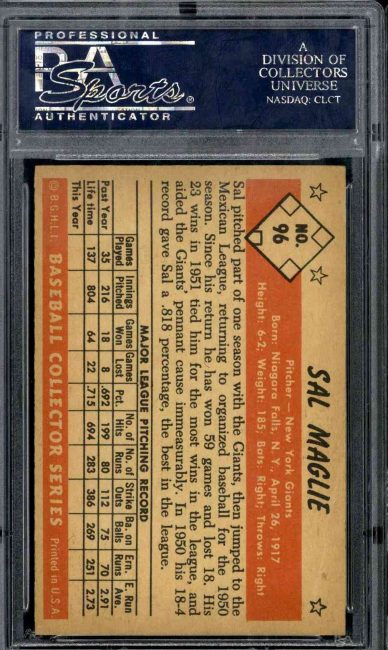 PROFESSIONAL
PSA
Sports
AUTHENTICATOR
A
DIVISION OF
COLLECTORS
UNIVERSE
NASDAQ: CLCT
NO.
96
SAL MAGLIE
Pitcher — New York Giants
Born: Niagara Falls, N. Y., April 26, 1917
Height: 6-2; Weight: 185; Bats: Right; Throws: Right
Sal pitched part of one season with the Giants, then jumped to the
Mexican League, returning to organized baseball for the 1950
season. Since his return he has won 59 games and lost 18. His
23 wins in 1951 tied him for the most wins in the league, and
aided the Giants' pennant cause immeasurably. In 1950 his 18-4
record gave Sal a .818 percentage, the best in the league.
MAJOR LEAGUE PITCHING RECORD
Games Innings Games Games No. of No. of Strike Ba. on Ern. E. Run
Played Pitched Won Lost Pct. Hits Runs Outs Balls Runs Ave.
Past Year 35 216 18 8 .692 199 80 112 75 70 2.91
Life time 137 804 64 22 .715 694 283 386 269 251 2.73
This Year
© B.G.H.L.I. BASEBALL COLLECTOR SERIES Printed in U.S.A.